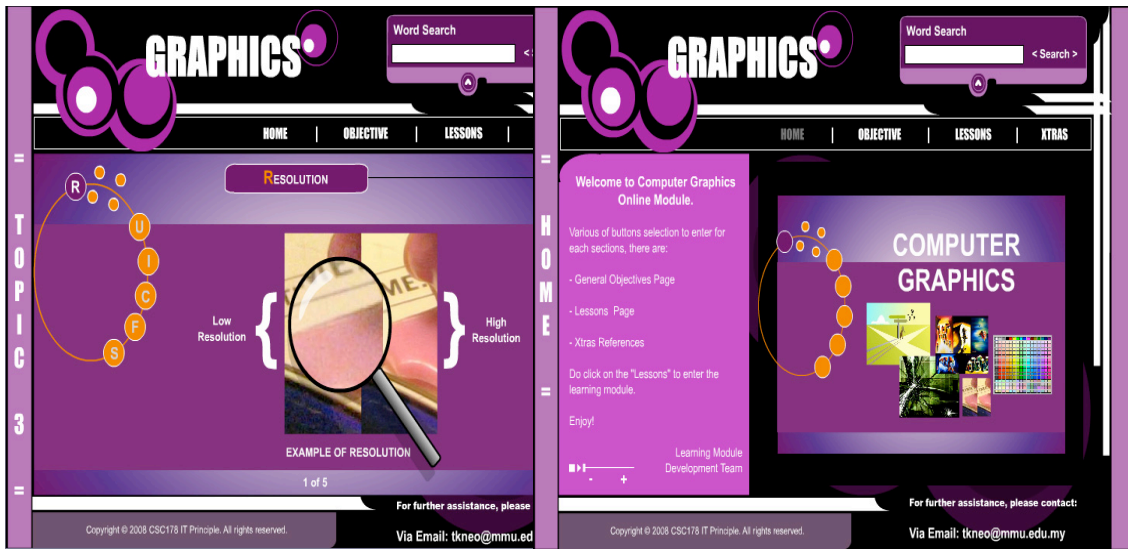 GRAPHICS
Word Search
HOME | OBJECTIVE | LESSONS |
= TOPIC 3 =
RESOLUTION
R
U
I
C
F
S
Low
Resolution
{ }
High
Resolution
EXAMPLE OF RESOLUTION
1 of 5
For further assistance, please
Copyright © 2008 CSC178 IT Principle. All rights reserved.
Via Email: tkneo@mmu.ed
GRAPHICS
Word Search
< Search >
HOME | OBJECTIVE | LESSONS | XTRAS
= HOME =
Welcome to Computer Graphics
Online Module.
Various of buttons selection to enter for
each sections, there are:
- General Objectives Page
- Lessons Page
- Xtras References
Do click on the "Lessons" to enter the
learning module.
Enjoy!
Learning Module
Development Team
- +
COMPUTER
GRAPHICS
For further assistance, please contact:
Copyright © 2008 CSC178 IT Principle. All rights reserved.
Via Email: tkneo@mmu.edu.my